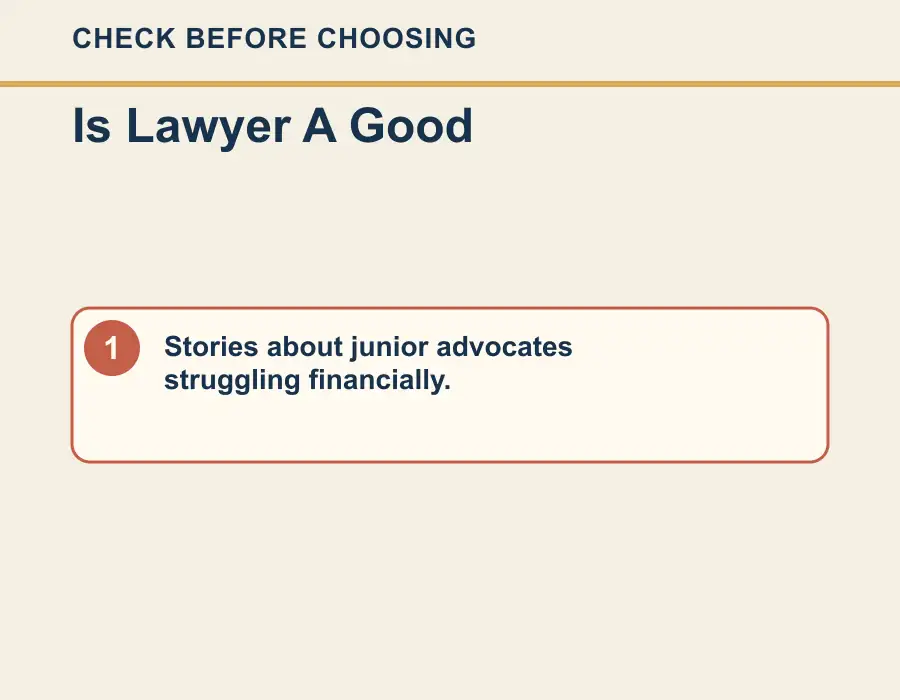 CHECK BEFORE CHOOSING
Is Lawyer A Good
1
Stories about junior advocates
struggling financially.